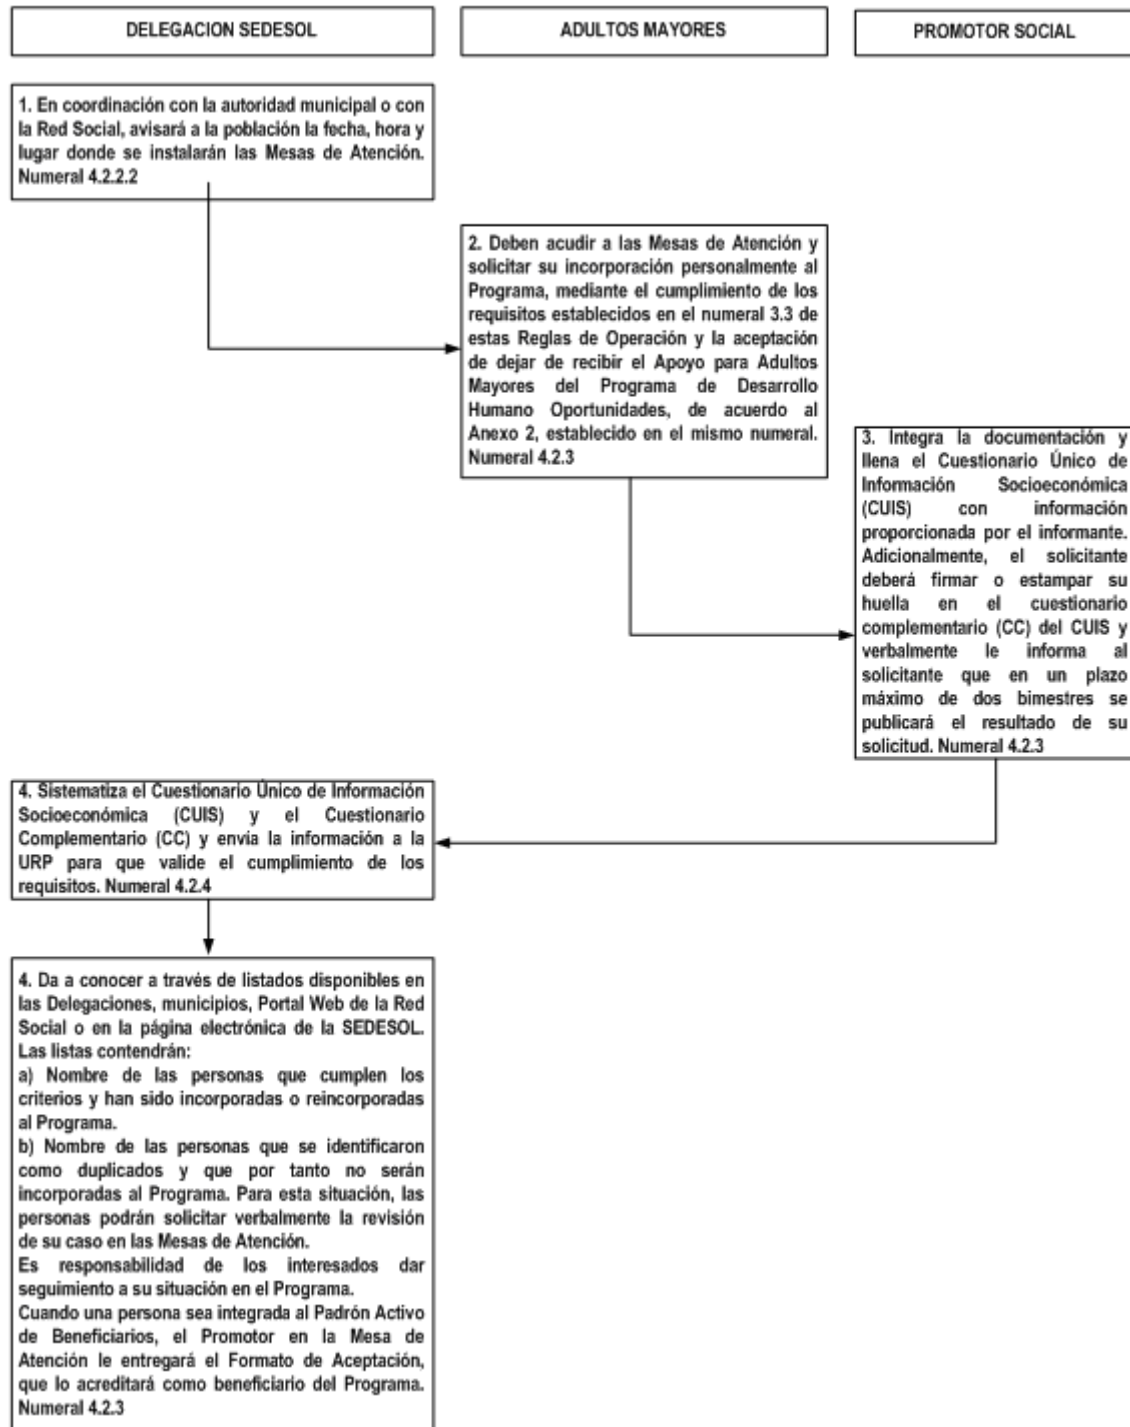 DELEGACION SEDESOL
ADULTOS MAYORES
PROMOTOR SOCIAL
1. En coordinación con la autoridad municipal o con
la Red Social, avisará a la población la fecha, hora y
lugar donde se instalarán las Mesas de Atención.
Numeral 4.2.2.2
2. Deben acudir a las Mesas de Atención y
solicitar su incorporación personalmente al
Programa, mediante el cumplimiento de los
requisitos establecidos en el numeral 3.3 de
estas Reglas de Operación y la aceptación
de dejar de recibir el Apoyo para Adultos
Mayores del Programa de Desarrollo
Humano Oportunidades, de acuerdo al
Anexo 2, establecido en el mismo numeral.
Numeral 4.2.3
3. Integra la documentación y
llena el Cuestionario Único de
Información Socioeconómica
(CUIS) con información
proporcionada por el informante.
Adicionalmente, el solicitante
deberá firmar o estampar su
huella en el cuestionario
complementario (CC) del CUIS y
verbalmente le informa al
solicitante que en un plazo
máximo de dos bimestres se
publicará el resultado de su
solicitud. Numeral 4.2.3
4. Sistematiza el Cuestionario Único de Información
Socioeconómica (CUIS) y el Cuestionario
Complementario (CC) y envía la información a la
URP para que valide el cumplimiento de los
requisitos. Numeral 4.2.4
4. Da a conocer a través de listados disponibles en
las Delegaciones, municipios, Portal Web de la Red
Social o en la página electrónica de la SEDESOL.
Las listas contendrán:
a) Nombre de las personas que cumplen los
criterios y han sido incorporadas o reincorporadas
al Programa.
b) Nombre de las personas que se identificaron
como duplicados y que por tanto no serán
incorporadas al Programa. Para esta situación, las
personas podrán solicitar verbalmente la revisión
de su caso en las Mesas de Atención.
Es responsabilidad de los interesados dar
seguimiento a su situación en el Programa.
Cuando una persona sea integrada al Padrón Activo
de Beneficiarios, el Promotor en la Mesa de
Atención le entregará el Formato de Aceptación,
que lo acreditará como beneficiario del Programa.
Numeral 4.2.3